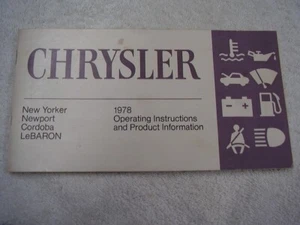 CHRYSLER
New Yorker
Newport
Cordoba
LeBARON
1978
Operating Instructions
and Product Information